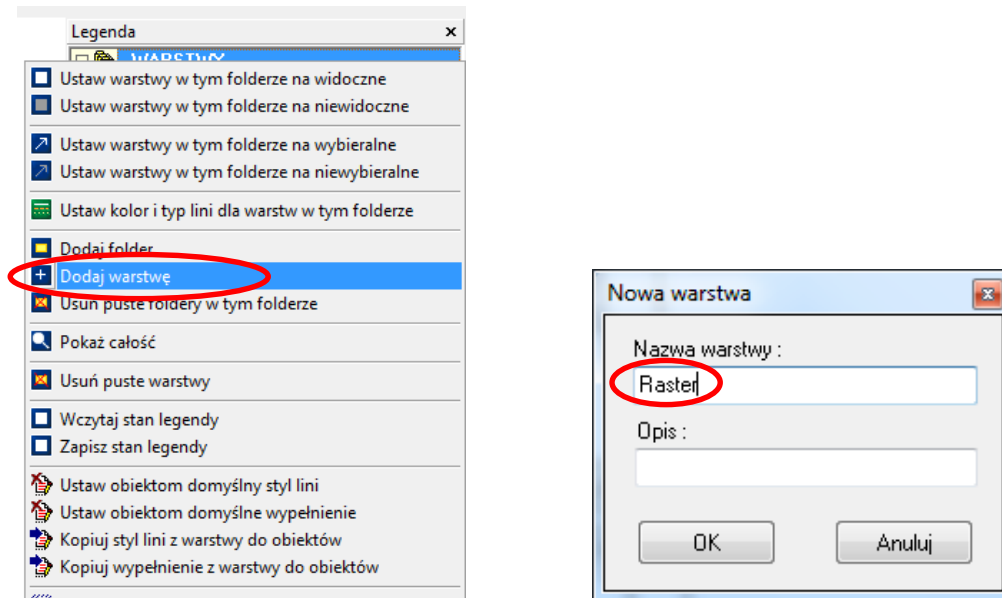 Legenda
WARSTWY
Ustaw warstwy w tym folderze na widoczne
Ustaw warstwy w tym folderze na niewidoczne
Ustaw warstwy w tym folderze na wybieralne
Ustaw warstwy w tym folderze na niewybieralne
Ustaw kolor i typ lini dla warstw w tym folderze
Dodaj folder
Dodaj warstwę
Usuń puste foldery w tym folderze
Pokaż całość
Usuń puste warstwy
Wczytaj stan legendy
Zapisz stan legendy
Ustaw obiektom domyślny styl lini
Ustaw obiektom domyślne wypełnienie
Kopiuj styl lini z warstwy do obiektów
Kopiuj wypełnienie z warstwy do obiektów
Nowa warstwa
Nazwa warstwy :
Raster
Opis :
OK Anuluj